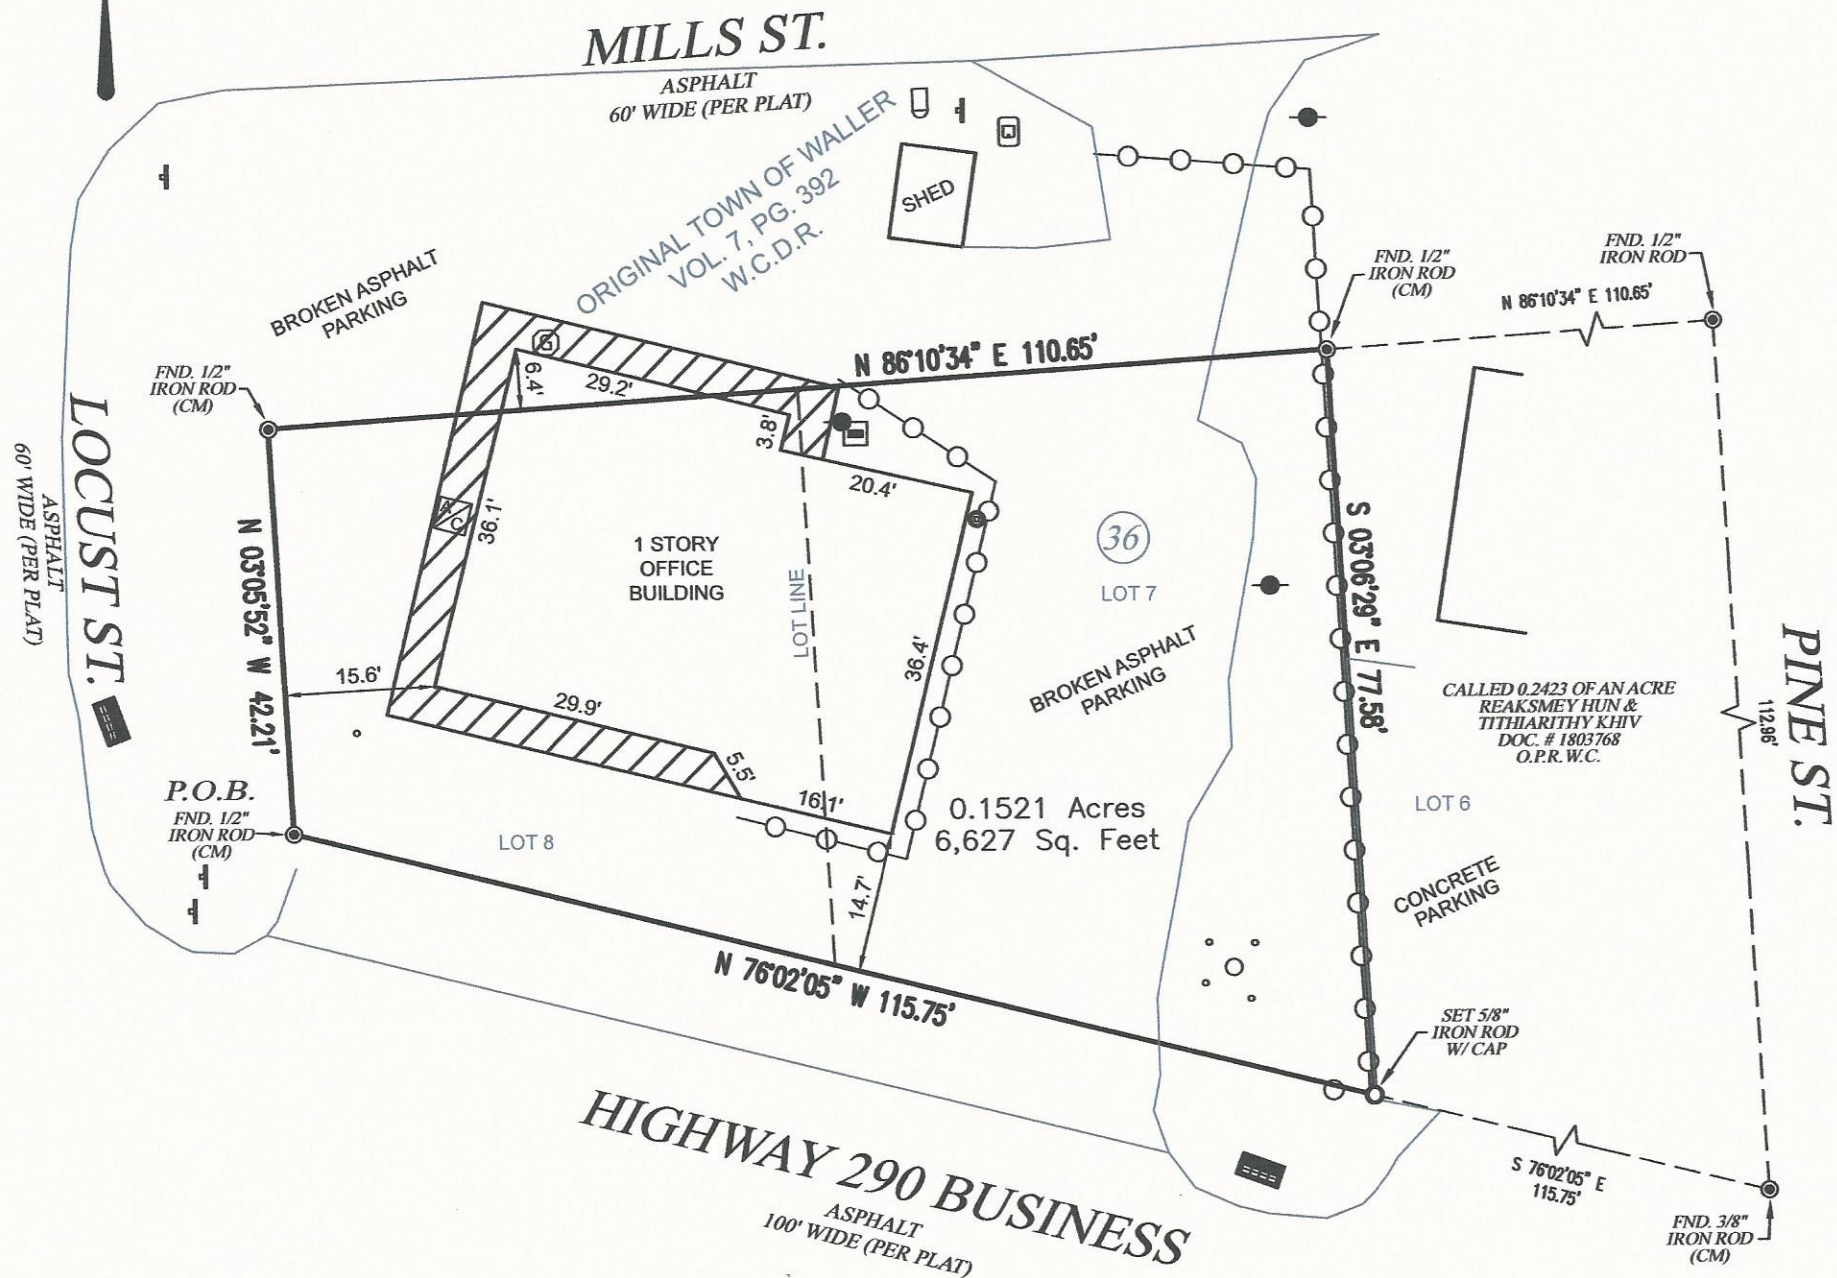 MILLS ST.
ASPHALT
60' WIDE (PER PLAT)
ORIGINAL TOWN OF WALLER
VOL. 7, PG. 392
W.C.D.R.
SHED
BROKEN ASPHALT
PARKING
FND. 1/2"
IRON ROD
(CM)
FND. 1/2"
IRON ROD
N 86°10'34" E 110.65'
N 86°10'34" E 110.65'
FND. 1/2"
IRON ROD
(CM)
G
6.4'
29.2'
3.8'
20.4'
LOCUST ST.
ASPHALT
60' WIDE (PER PLAT)
N 03°05'52" W 42.21'
A/C
36.1'
1 STORY
OFFICE
BUILDING
LOT LINE
36
LOT 7
S 03°06'29" E 77.58'
36.4'
BROKEN ASPHALT
PARKING
15.6'
29.9'
5.5'
16.1'
CALLED 0.2423 OF AN ACRE
REAKSMEY HUN &
TITHIARITHY KHIV
DOC. # 1803768
O.P.R.W.C.
112.96'
PINE ST.
P.O.B.
FND. 1/2"
IRON ROD
(CM)
LOT 8
0.1521 Acres
6,627 Sq. Feet
LOT 6
14.7'
CONCRETE
PARKING
N 76°02'05" W 115.75'
SET 5/8"
IRON ROD
W/ CAP
HIGHWAY 290 BUSINESS
ASPHALT
100' WIDE (PER PLAT)
S 76°02'05" E
115.75'
FND. 3/8"
IRON ROD
(CM)